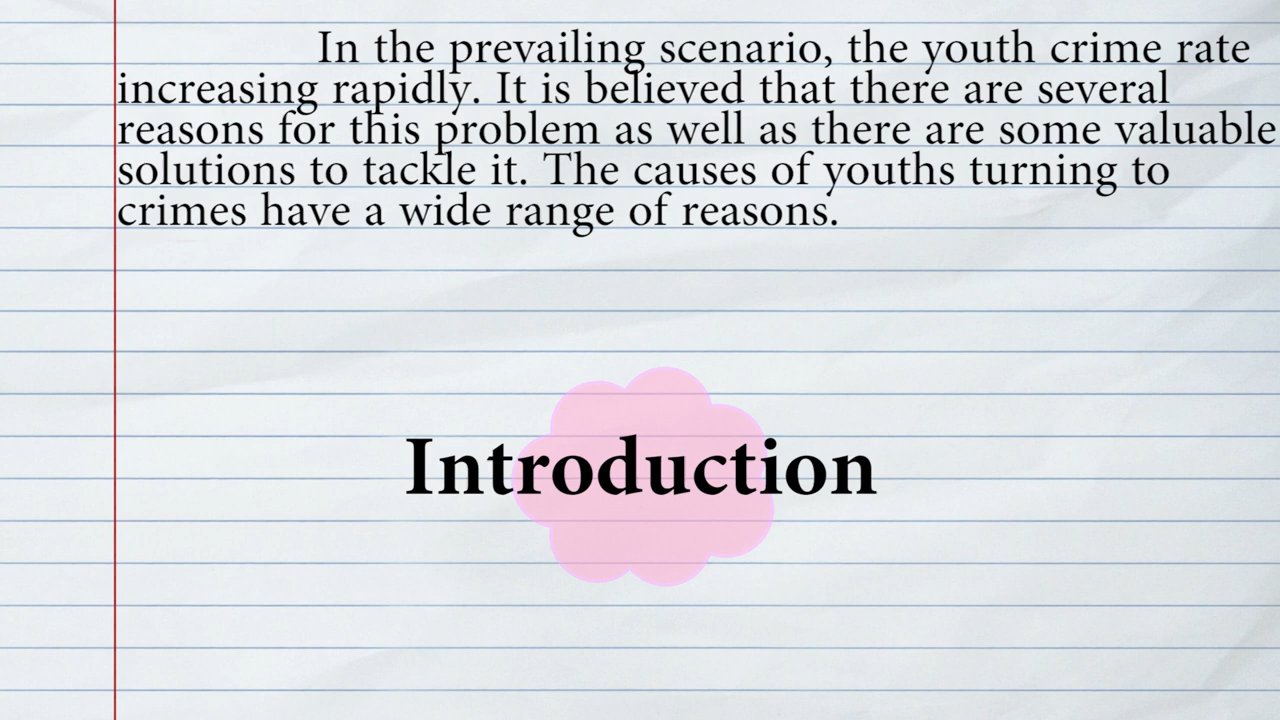 In the prevailing scenario, the youth crime rate
increasing rapidly. It is believed that there are several
reasons for this problem as well as there are some valuable
solutions to tackle it. The causes of youths turning to
crimes have a wide range of reasons.
Introduction